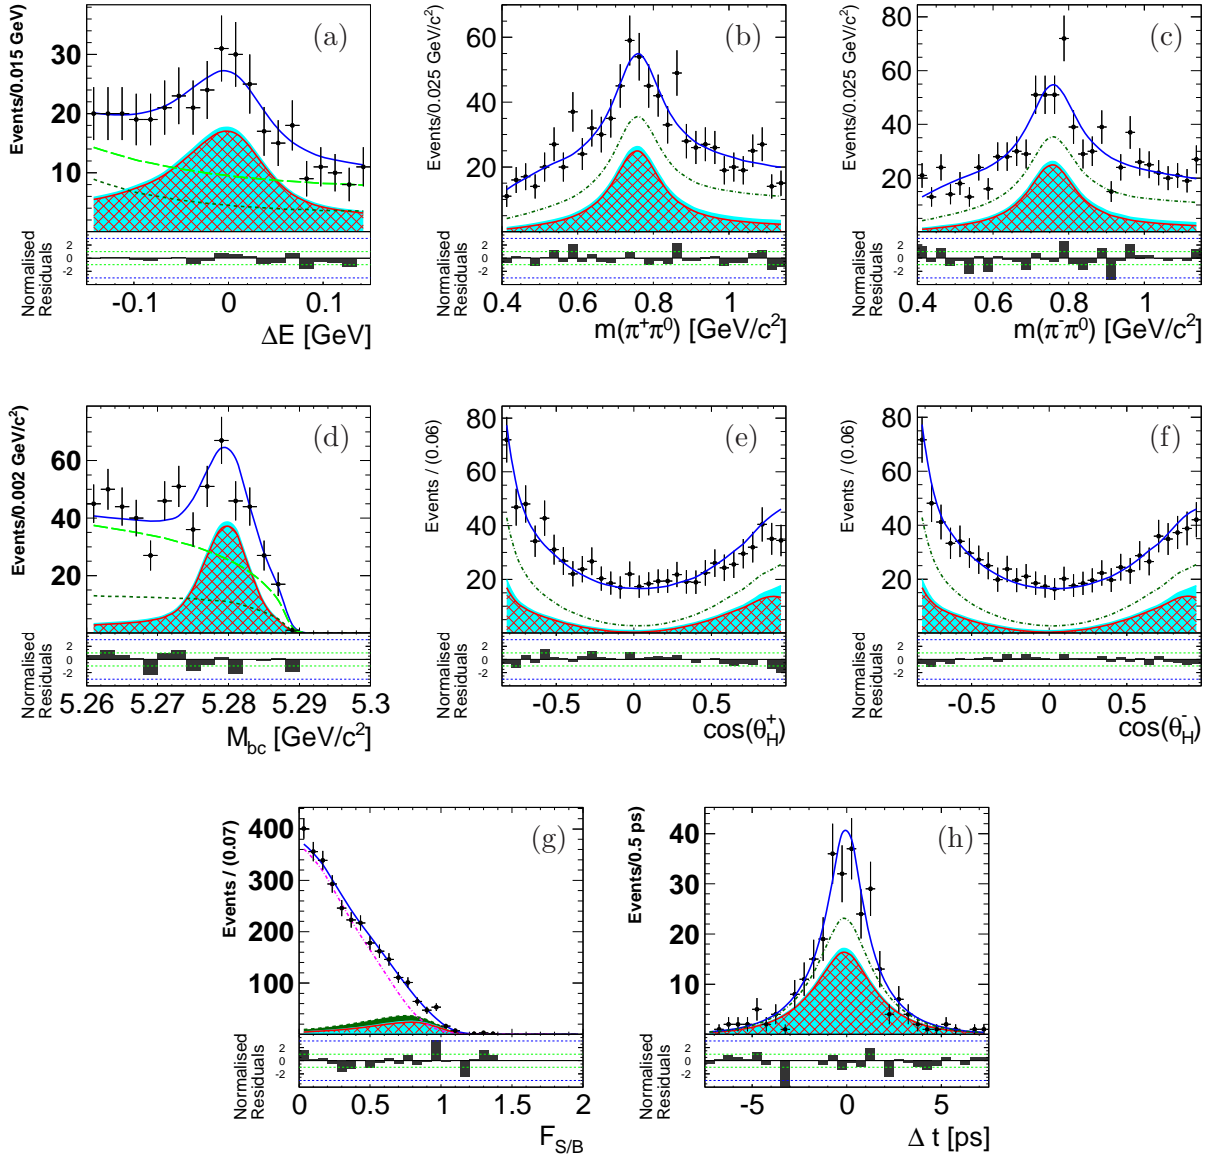 Events/0.015 GeV)
30
20
10
(a)
Normalised
Residuals
2
0
-2
-0.1 0 0.1
ΔE [GeV]
Events/0.025 GeV/c²)
60
40
20
(b)
Normalised
Residuals
2
0
-2
0.4 0.6 0.8 1
m(π⁺π⁰) [GeV/c²]
Events/0.025 GeV/c²)
80
60
40
20
(c)
Normalised
Residuals
2
0
-2
0.4 0.6 0.8 1
m(π⁻π⁰) [GeV/c²]
Events/0.002 GeV/c²)
60
40
20
(d)
Normalised
Residuals
2
0
-2
5.26 5.27 5.28 5.29 5.3
M_bc [GeV/c²]
Events / (0.06)
80
60
40
20
(e)
Normalised
Residuals
2
0
-2
-0.5 0 0.5
cos(θ_H⁺)
Events / (0.06)
80
60
40
20
(f)
Normalised
Residuals
2
0
-2
-0.5 0 0.5
cos(θ_H⁻)
Events / (0.07)
400
300
200
100
(g)
Normalised
Residuals
2
0
-2
0 0.5 1 1.5 2
F_S/B
Events/0.5 ps)
40
30
20
10
(h)
Normalised
Residuals
2
0
-2
-5 0 5
Δ t [ps]